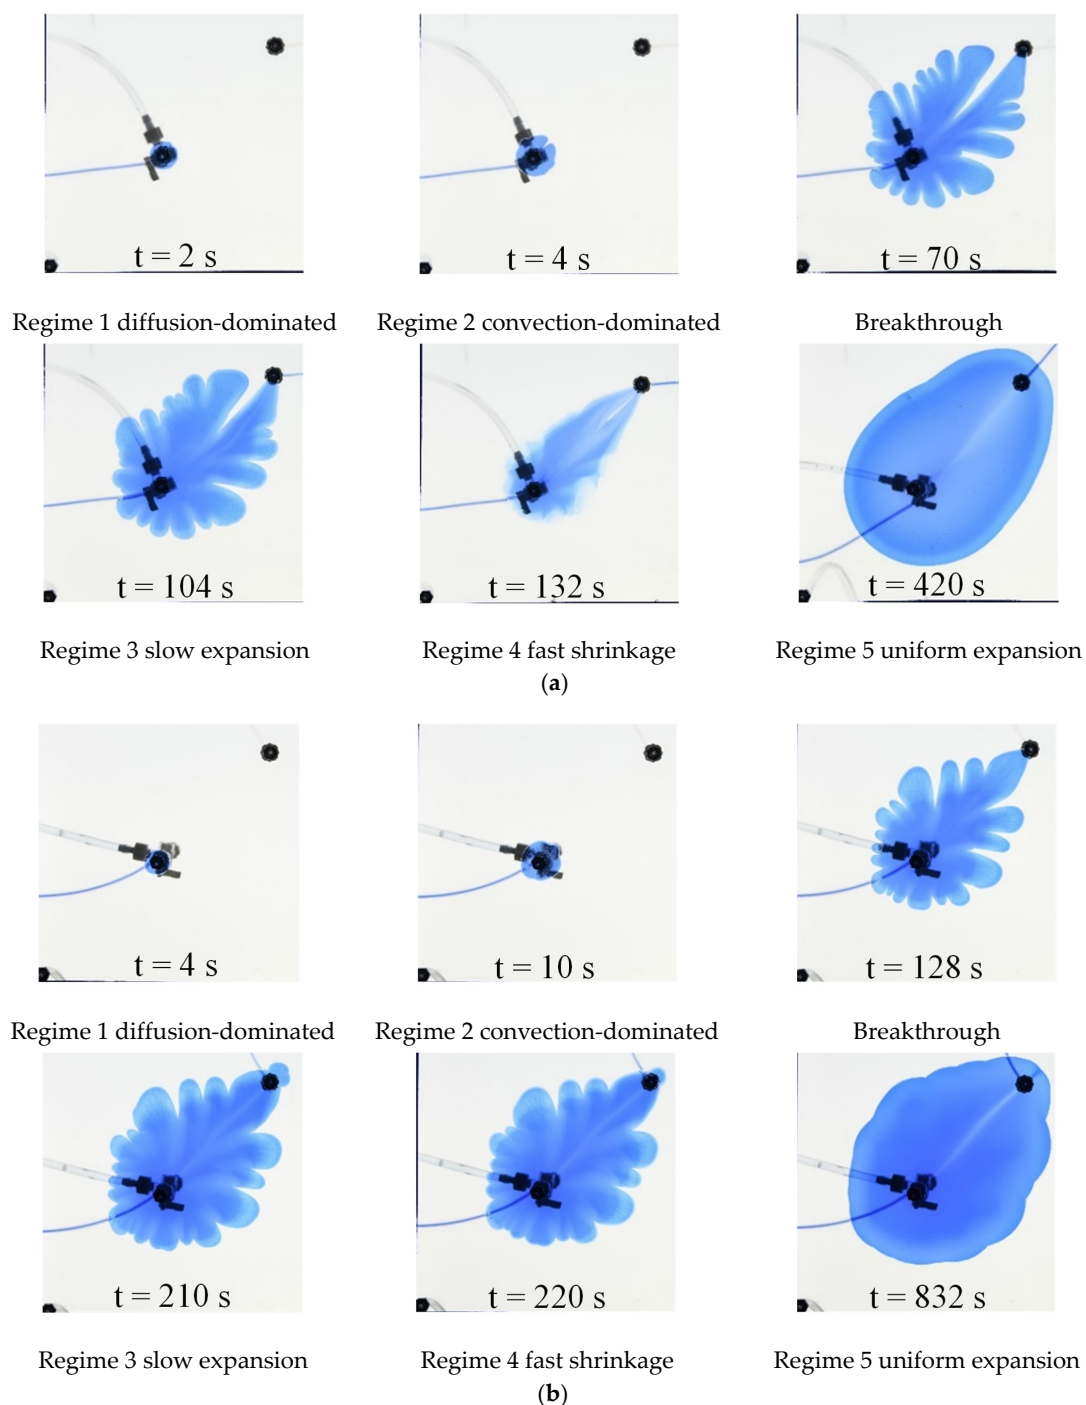 t = 2 s
t = 4 s
t = 70 s
Regime 1 diffusion-dominated
Regime 2 convection-dominated
Breakthrough
t = 104 s
t = 132 s
t = 420 s
Regime 3 slow expansion
Regime 4 fast shrinkage
Regime 5 uniform expansion
(a)
t = 4 s
t = 10 s
t = 128 s
Regime 1 diffusion-dominated
Regime 2 convection-dominated
Breakthrough
t = 210 s
t = 220 s
t = 832 s
Regime 3 slow expansion
Regime 4 fast shrinkage
Regime 5 uniform expansion
(b)